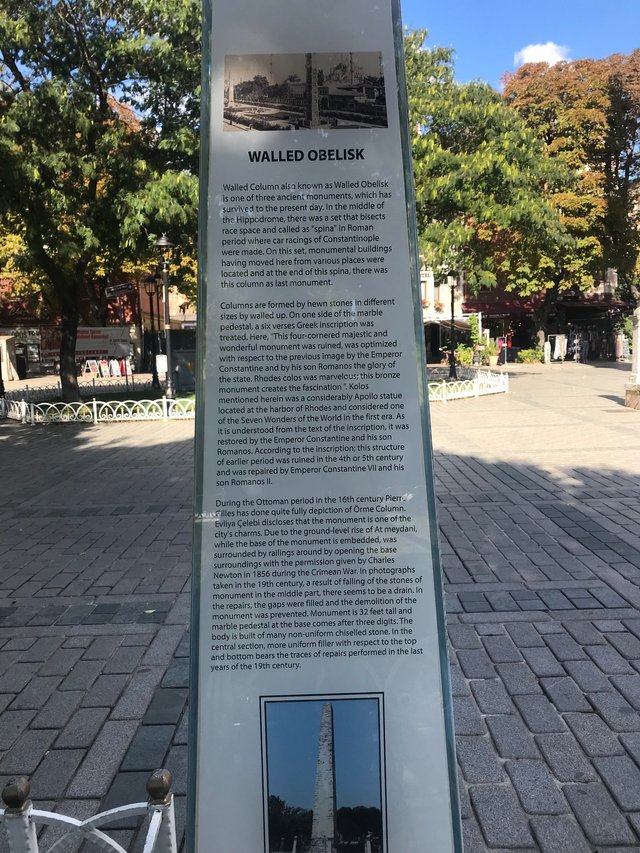 WALLED OBELISK
Walled Column also known as Walled Obelisk
is one of three ancient monuments, which has
survived to the present day. In the middle of
the Hippodrome, there was a set that bisects
race space and called as "spina" in Roman
period where car racings of Constantinople
were made. On this set, monumental buildings
having moved here from various places were
located and at the end of this spina, there was
this column as last monument.
Columns are formed by hewn stones in different
sizes by walled up. On one side of the marble
pedestal, a six verses Greek inscription was
treated. Here, "This four-cornered majestic and
wonderful monument was ruined, was optimized
with respect to the previous image by the Emperor
Constantine and by his son Romanos the glory of
the state. Rhodes colos was marvelous; this bronze
monument creates the fascination ". Kolos
mentioned herein was a considerably Apollo statue
located at the harbor of Rhodes and considered one
of the Seven Wonders of the World in the first era. As
it is understood from the text of the inscription, it was
restored by the Emperor Constantine and his son
Romanos. According to the inscription; this structure
of earlier period was ruined in the 4th or 5th century
and was repaired by Emperor Constantine VII and his
son Romanos II.
During the Ottoman period in the 16th century Pierre
Gilles has done quite fully depiction of Örme Column.
Evliya Çelebi discloses that the monument is one of the
city's charms. Due to the ground-level rise of At meydani,
while the base of the monument is embedded, was
surrounded by railings around by opening the base
surroundings with the permission given by Charles
Newton in 1856 during the Crimean War. In photographs
taken in the 19th century, a result of falling of the stones of
monument in the middle part, there seems to be a drain. In
the repairs, the gaps were filled and the demolition of the
monument was prevented. Monument is 32 feet tall and
marble pedestal at the base comes after three digits. The
body is built of many non-uniform chiselled stone. In the
central section, more uniform filler with respect to the top
and bottom bears the traces of repairs performed in the last
years of the 19th century.